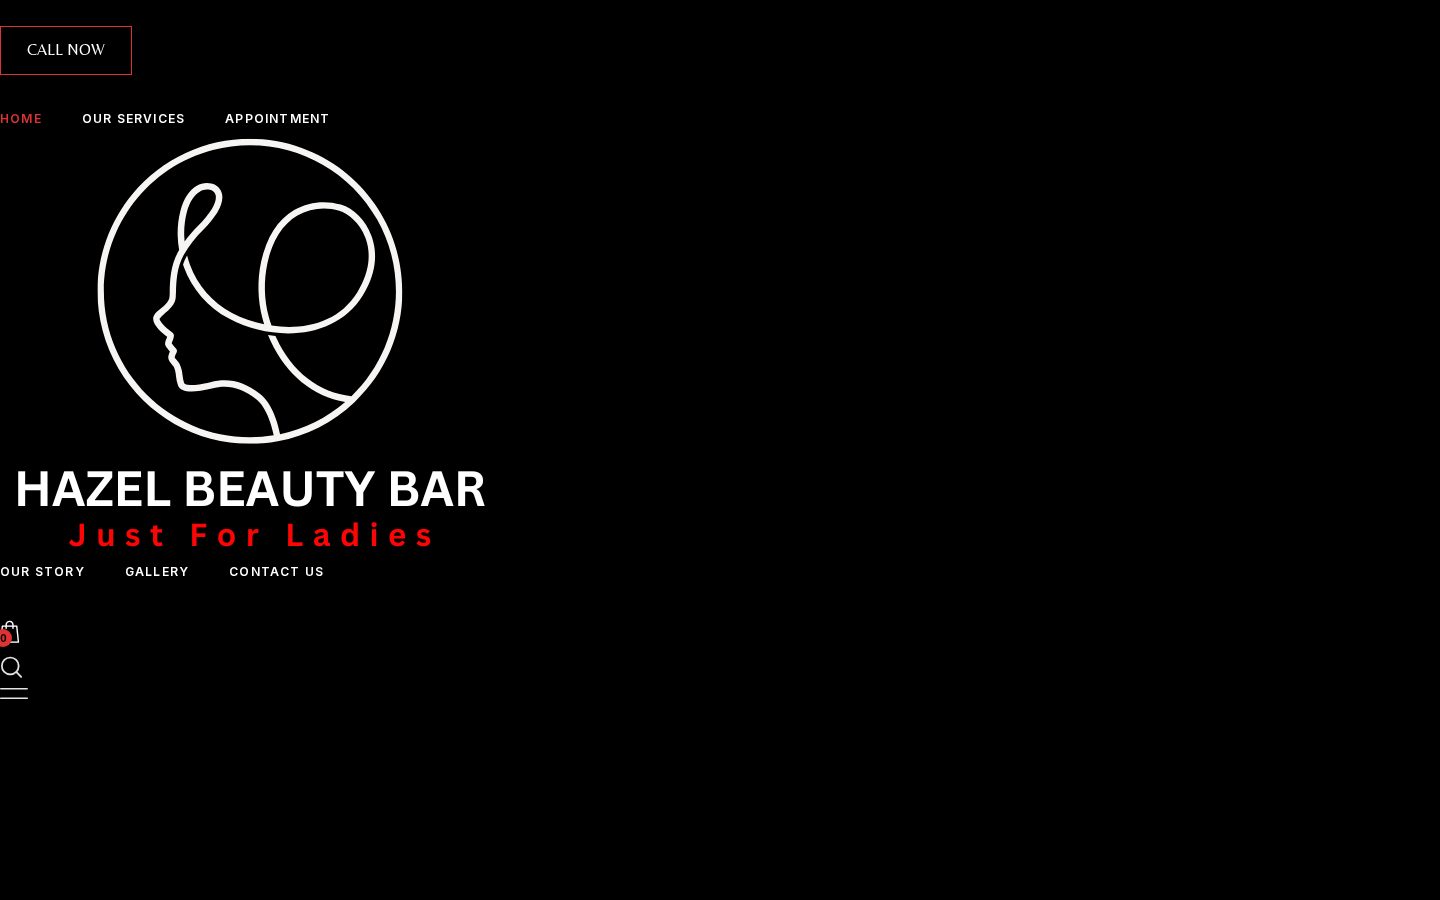 CALL NOW
HOME OUR SERVICES APPOINTMENT
HAZEL BEAUTY BAR
Just For Ladies
OUR STORY GALLERY CONTACT US
0